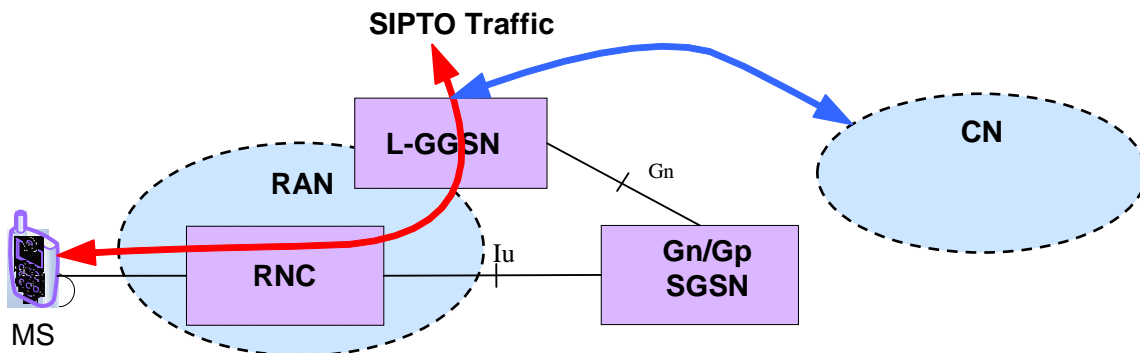 SIPTO Traffic
L-GGSN
CN
RAN
Gn
RNC
Iu
Gn/Gp
SGSN
MS